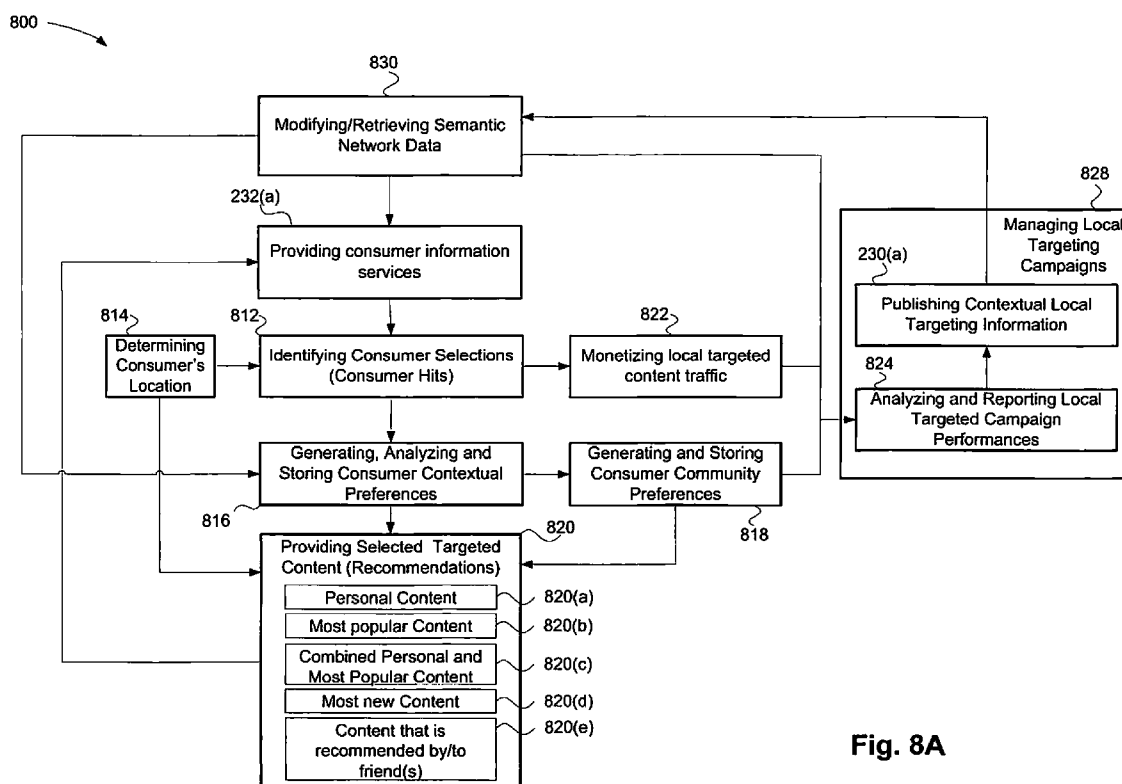 800
830
Modifying/Retrieving Semantic
Network Data
828
Managing Local
Targeting
Campaigns
232(a)
Providing consumer information
services
230(a)
Publishing Contextual Local
Targeting Information
814
Determining
Consumer's
Location
812
Identifying Consumer Selections
(Consumer Hits)
822
Monetizing local targeted
content traffic
824
Analyzing and Reporting Local
Targeted Campaign
Performances
Generating, Analyzing and
Storing Consumer Contextual
Preferences
816
Generating and Storing
Consumer Community
Preferences
818
820
Providing Selected Targeted
Content (Recommendations)
Personal Content
820(a)
Most popular Content
820(b)
Combined Personal and
Most Popular Content
820(c)
Most new Content
820(d)
Content that is
recommended by/to
friend(s)
820(e)
Fig. 8A